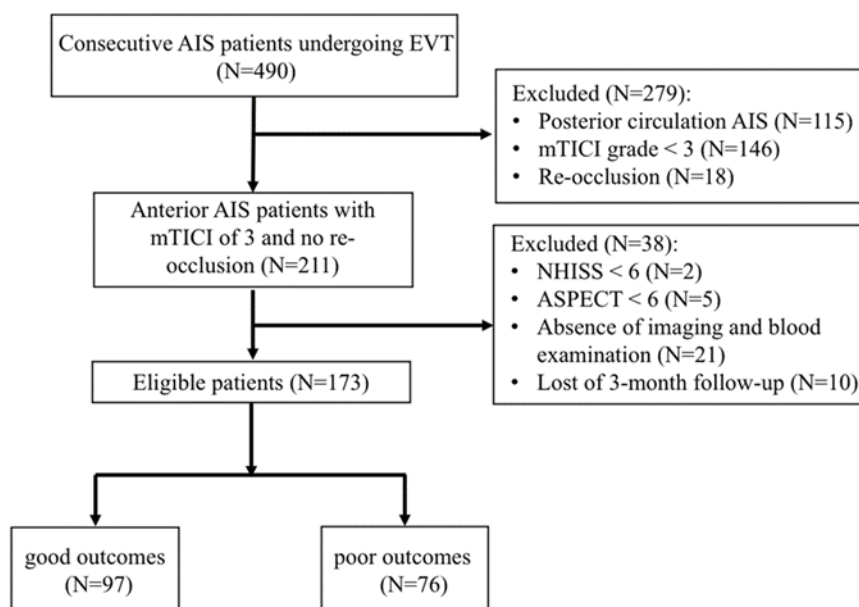 Consecutive AIS patients undergoing EVT
(N=490)
Excluded (N=279):
• Posterior circulation AIS (N=115)
• mTICI grade < 3 (N=146)
• Re-occlusion (N=18)
Anterior AIS patients with
mTICI of 3 and no re-
occlusion (N=211)
Excluded (N=38):
• NHISS < 6 (N=2)
• ASPECT < 6 (N=5)
• Absence of imaging and blood
examination (N=21)
• Lost of 3-month follow-up (N=10)
Eligible patients (N=173)
good outcomes
(N=97)
poor outcomes
(N=76)